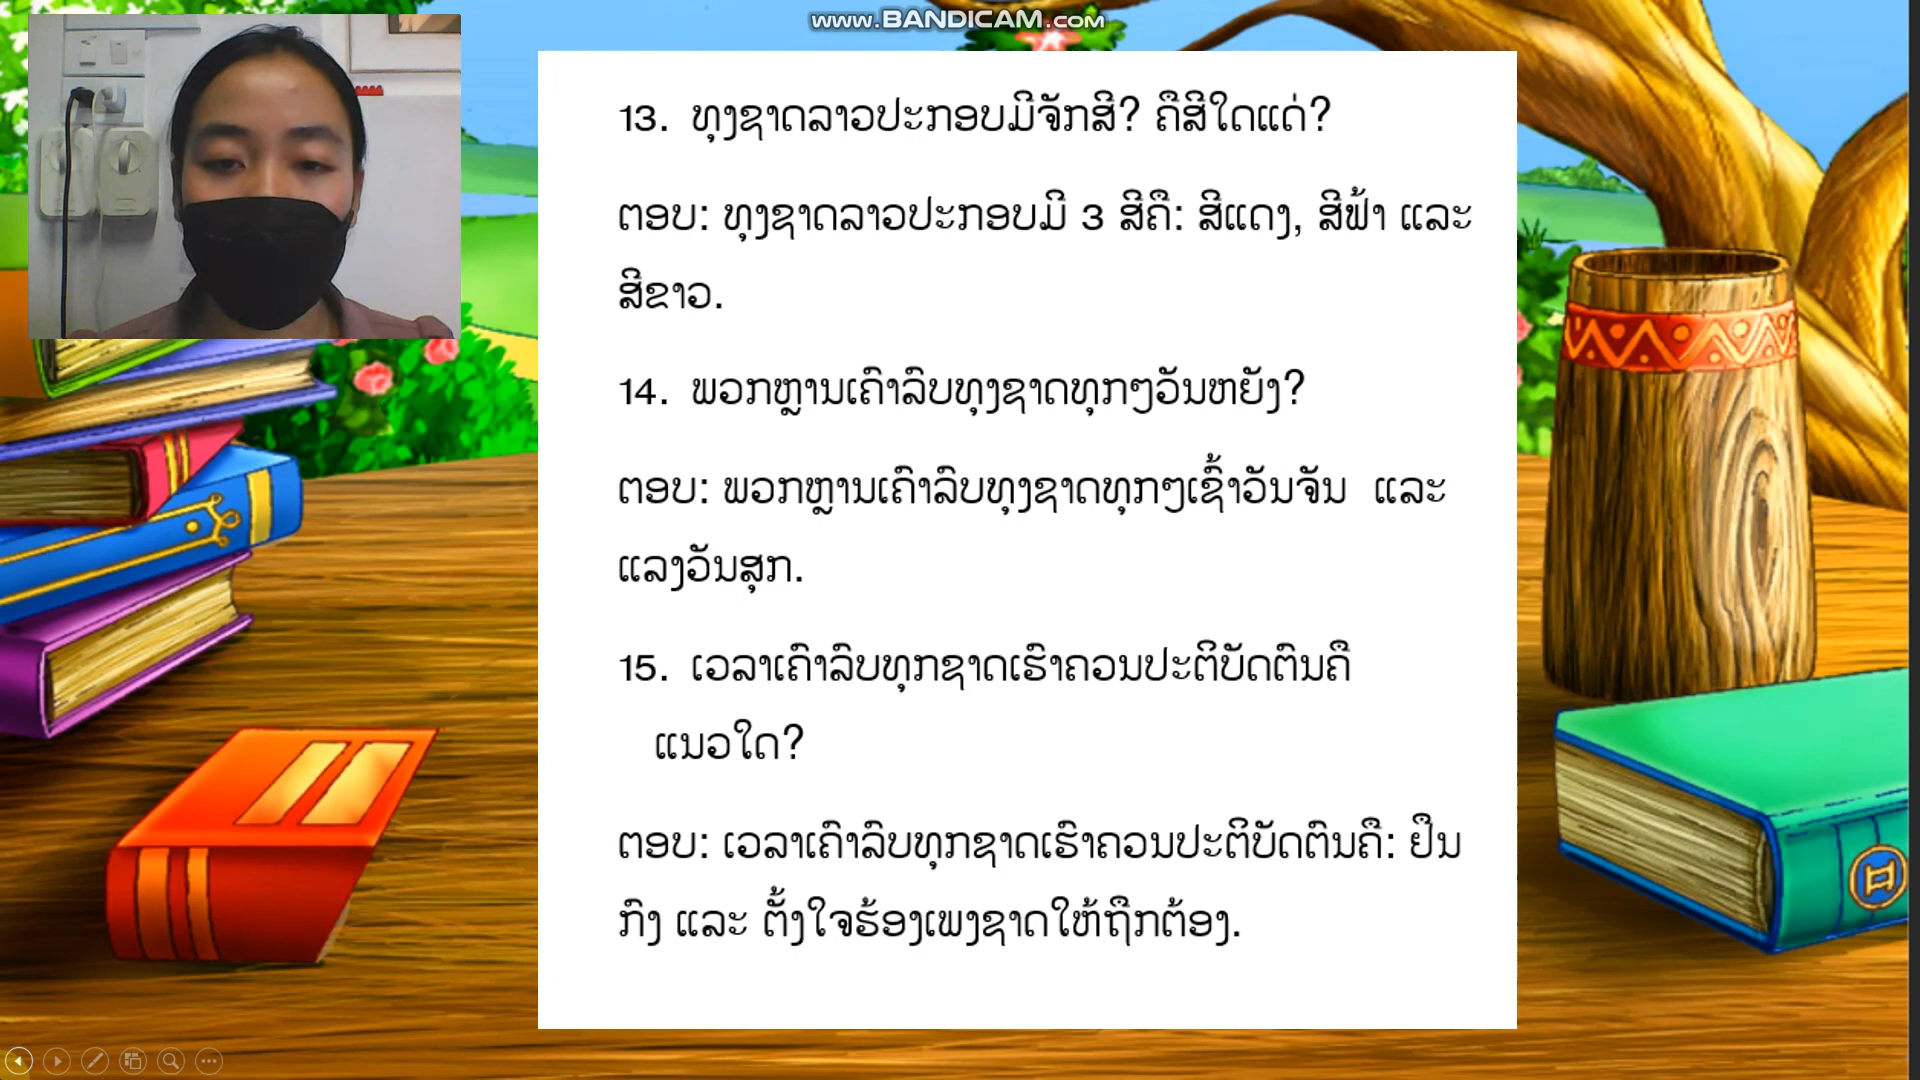 www.BANDICAM.com
13. ທຸງຊາດລາວປະກອບມີຈັກສີ? ຄືສີໃດແດ່?
ຕອບ: ທຸງຊາດລາວປະກອບມີ 3 ສີຄື: ສີແດງ, ສີຟ້າ ແລະ
ສີຂາວ.
14. ພວກຫຼານເຄົາລົບທຸງຊາດທຸກໆວັນຫຍັງ?
ຕອບ: ພວກຫຼານເຄົາລົບທຸງຊາດທຸກໆເຊົ້າວັນຈັນ ແລະ
ແລງວັນສຸກ.
15. ເວລາເຄົາລົບທຸກຊາດເຮົາຄວນປະຕິບັດຕົນຄື
ແນວໃດ?
ຕອບ: ເວລາເຄົາລົບທຸກຊາດເຮົາຄວນປະຕິບັດຕົນຄື: ຢືນ
ກົງ ແລະ ຕັ້ງໃຈຮ້ອງເພງຊາດໃຫ້ຖືກຕ້ອງ.